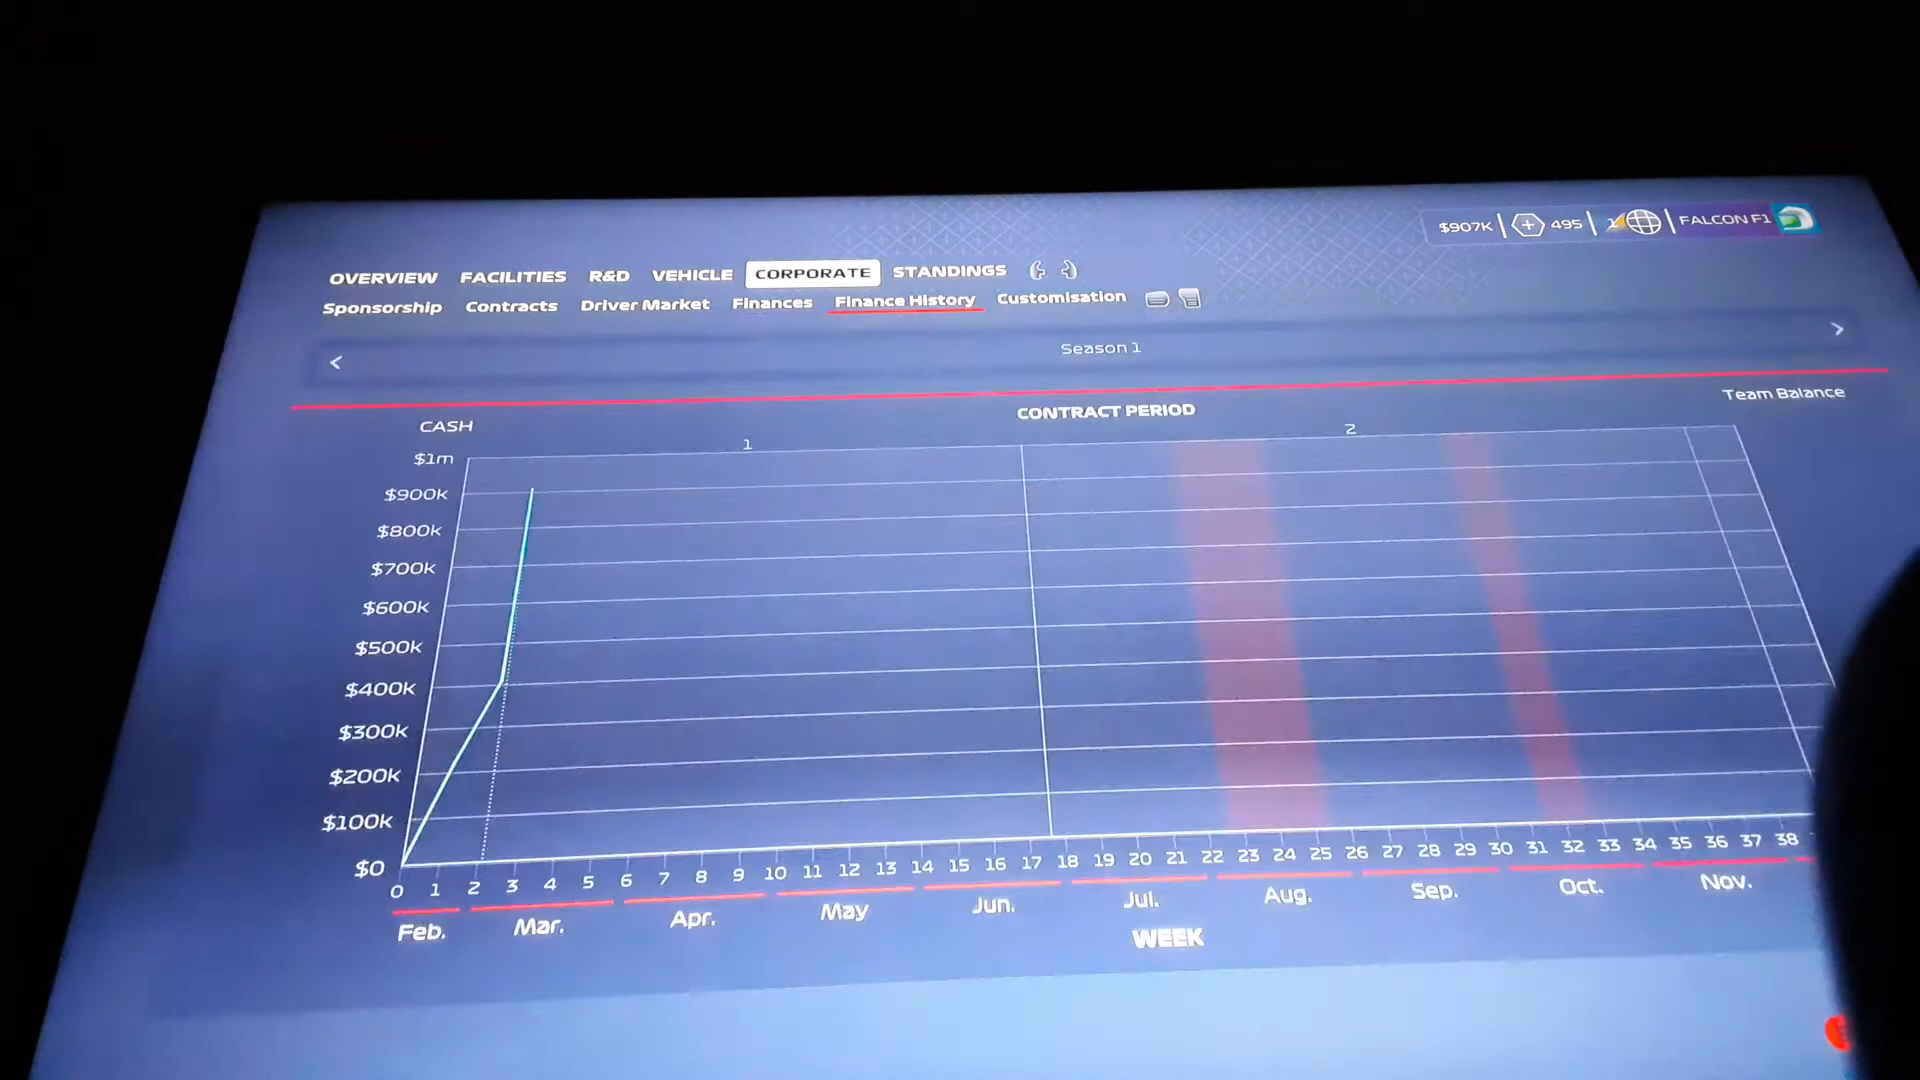 $907K 495 FALCON F1
OVERVIEW FACILITIES R&D VEHICLE CORPORATE STANDINGS
Sponsorship Contracts Driver Market Finances Finance History Customisation
Season 1
Team Balance
CASH
CONTRACT PERIOD
1 2
$1m
$900k
$800k
$700k
$600k
$500k
$400k
$300k
$200k
$100k
$0
0 1 2 3 4 5 6 7 8 9 10 11 12 13 14 15 16 17 18 19 20 21 22 23 24 25 26 27 28 29 30 31 32 33 34 35 36 37 38
Feb. Mar. Apr. May Jun. Jul. Aug. Sep. Oct. Nov.
WEEK